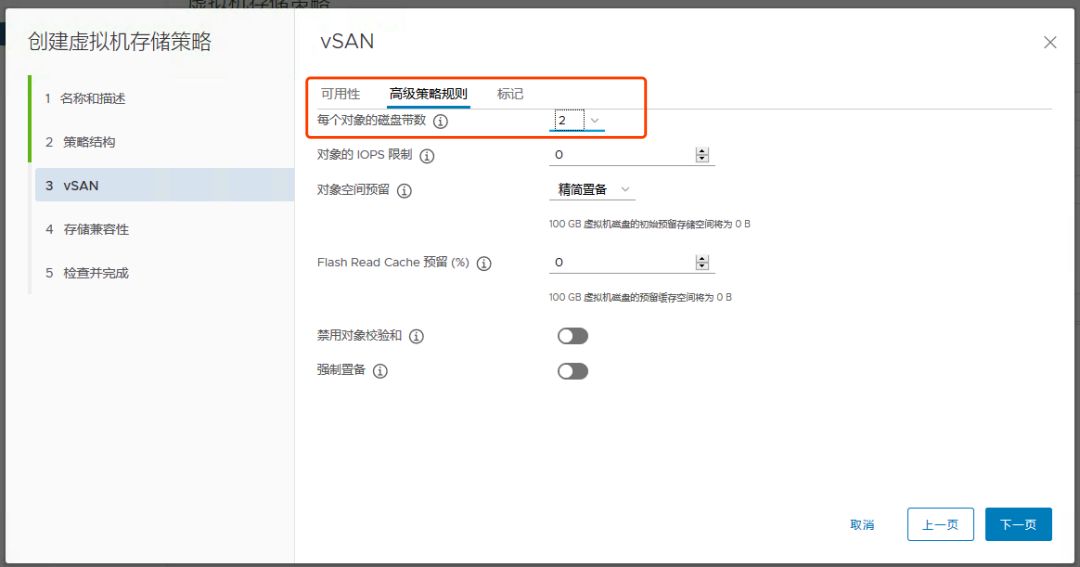 虚拟机存储策略
创建虚拟机存储策略
1 名称和描述
2 策略结构
3 vSAN
4 存储兼容性
5 检查并完成
vSAN
可用性 高级策略规则 标记
每个对象的磁盘带数 2
对象的 IOPS 限制 0
对象空间预留 精简置备
100 GB 虚拟机磁盘的初始预留存储空间将为 0 B
Flash Read Cache 预留 (%) 0
100 GB 虚拟机磁盘的预留缓存空间将为 0 B
禁用对象校验和
强制置备
取消 上一页 下一页